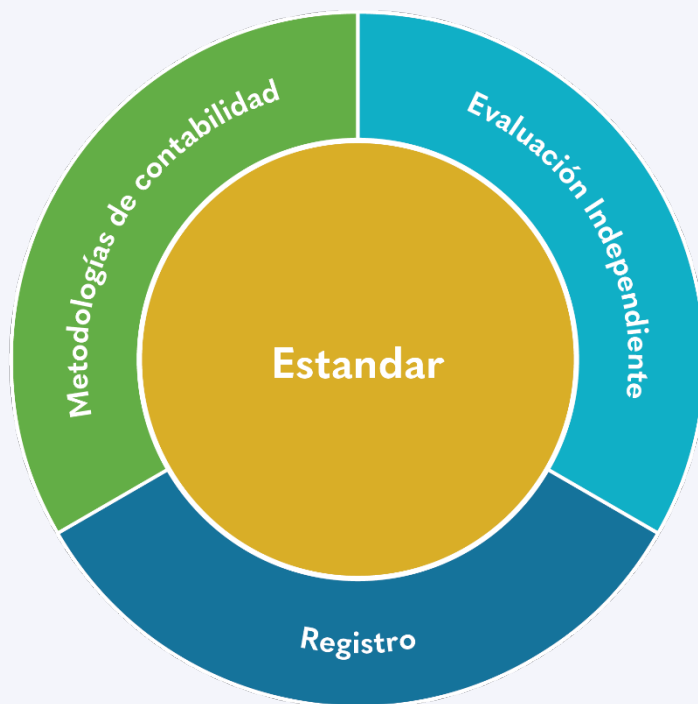 Metodologías de contabilidad
Evaluación Independiente
Estandar
Registro